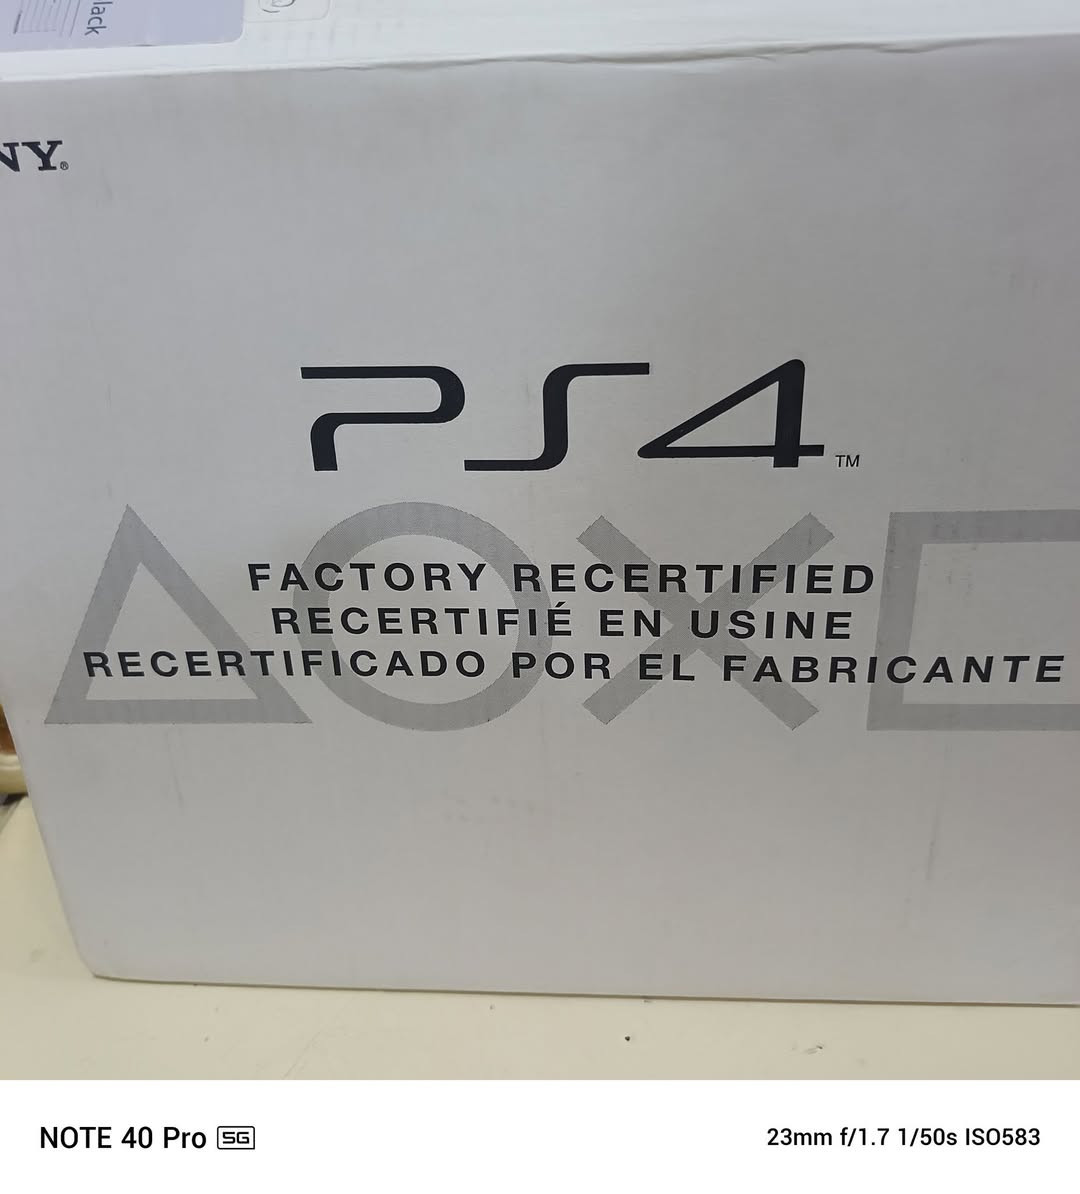 lack
NY®
PS4™
FACTORY RECERTIFIED
RECERTIFIÉ EN USINE
RECERTIFICADO POR EL FABRICANTE
NOTE 40 Pro 5G
23mm f/1.7 1/50s ISO583